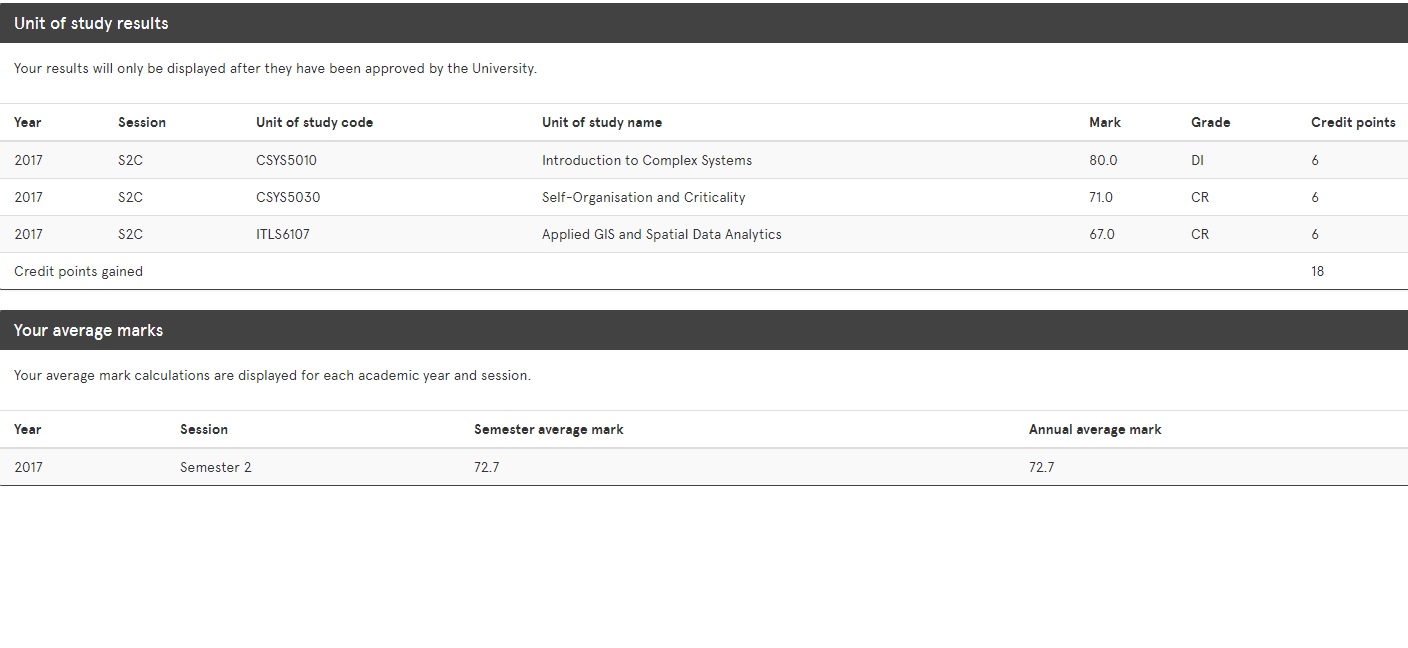 Unit of study results
Your results will only be displayed after they have been approved by the University.
Year Session Unit of study code Unit of study name Mark Grade Credit points
2017 S2C CSYS5010 Introduction to Complex Systems 80.0 DI 6
2017 S2C CSYS5030 Self-Organisation and Criticality 71.0 CR 6
2017 S2C ITLS6107 Applied GIS and Spatial Data Analytics 67.0 CR 6
Credit points gained 18
Your average marks
Your average mark calculations are displayed for each academic year and session.
Year Session Semester average mark Annual average mark
2017 Semester 2 72.7 72.7